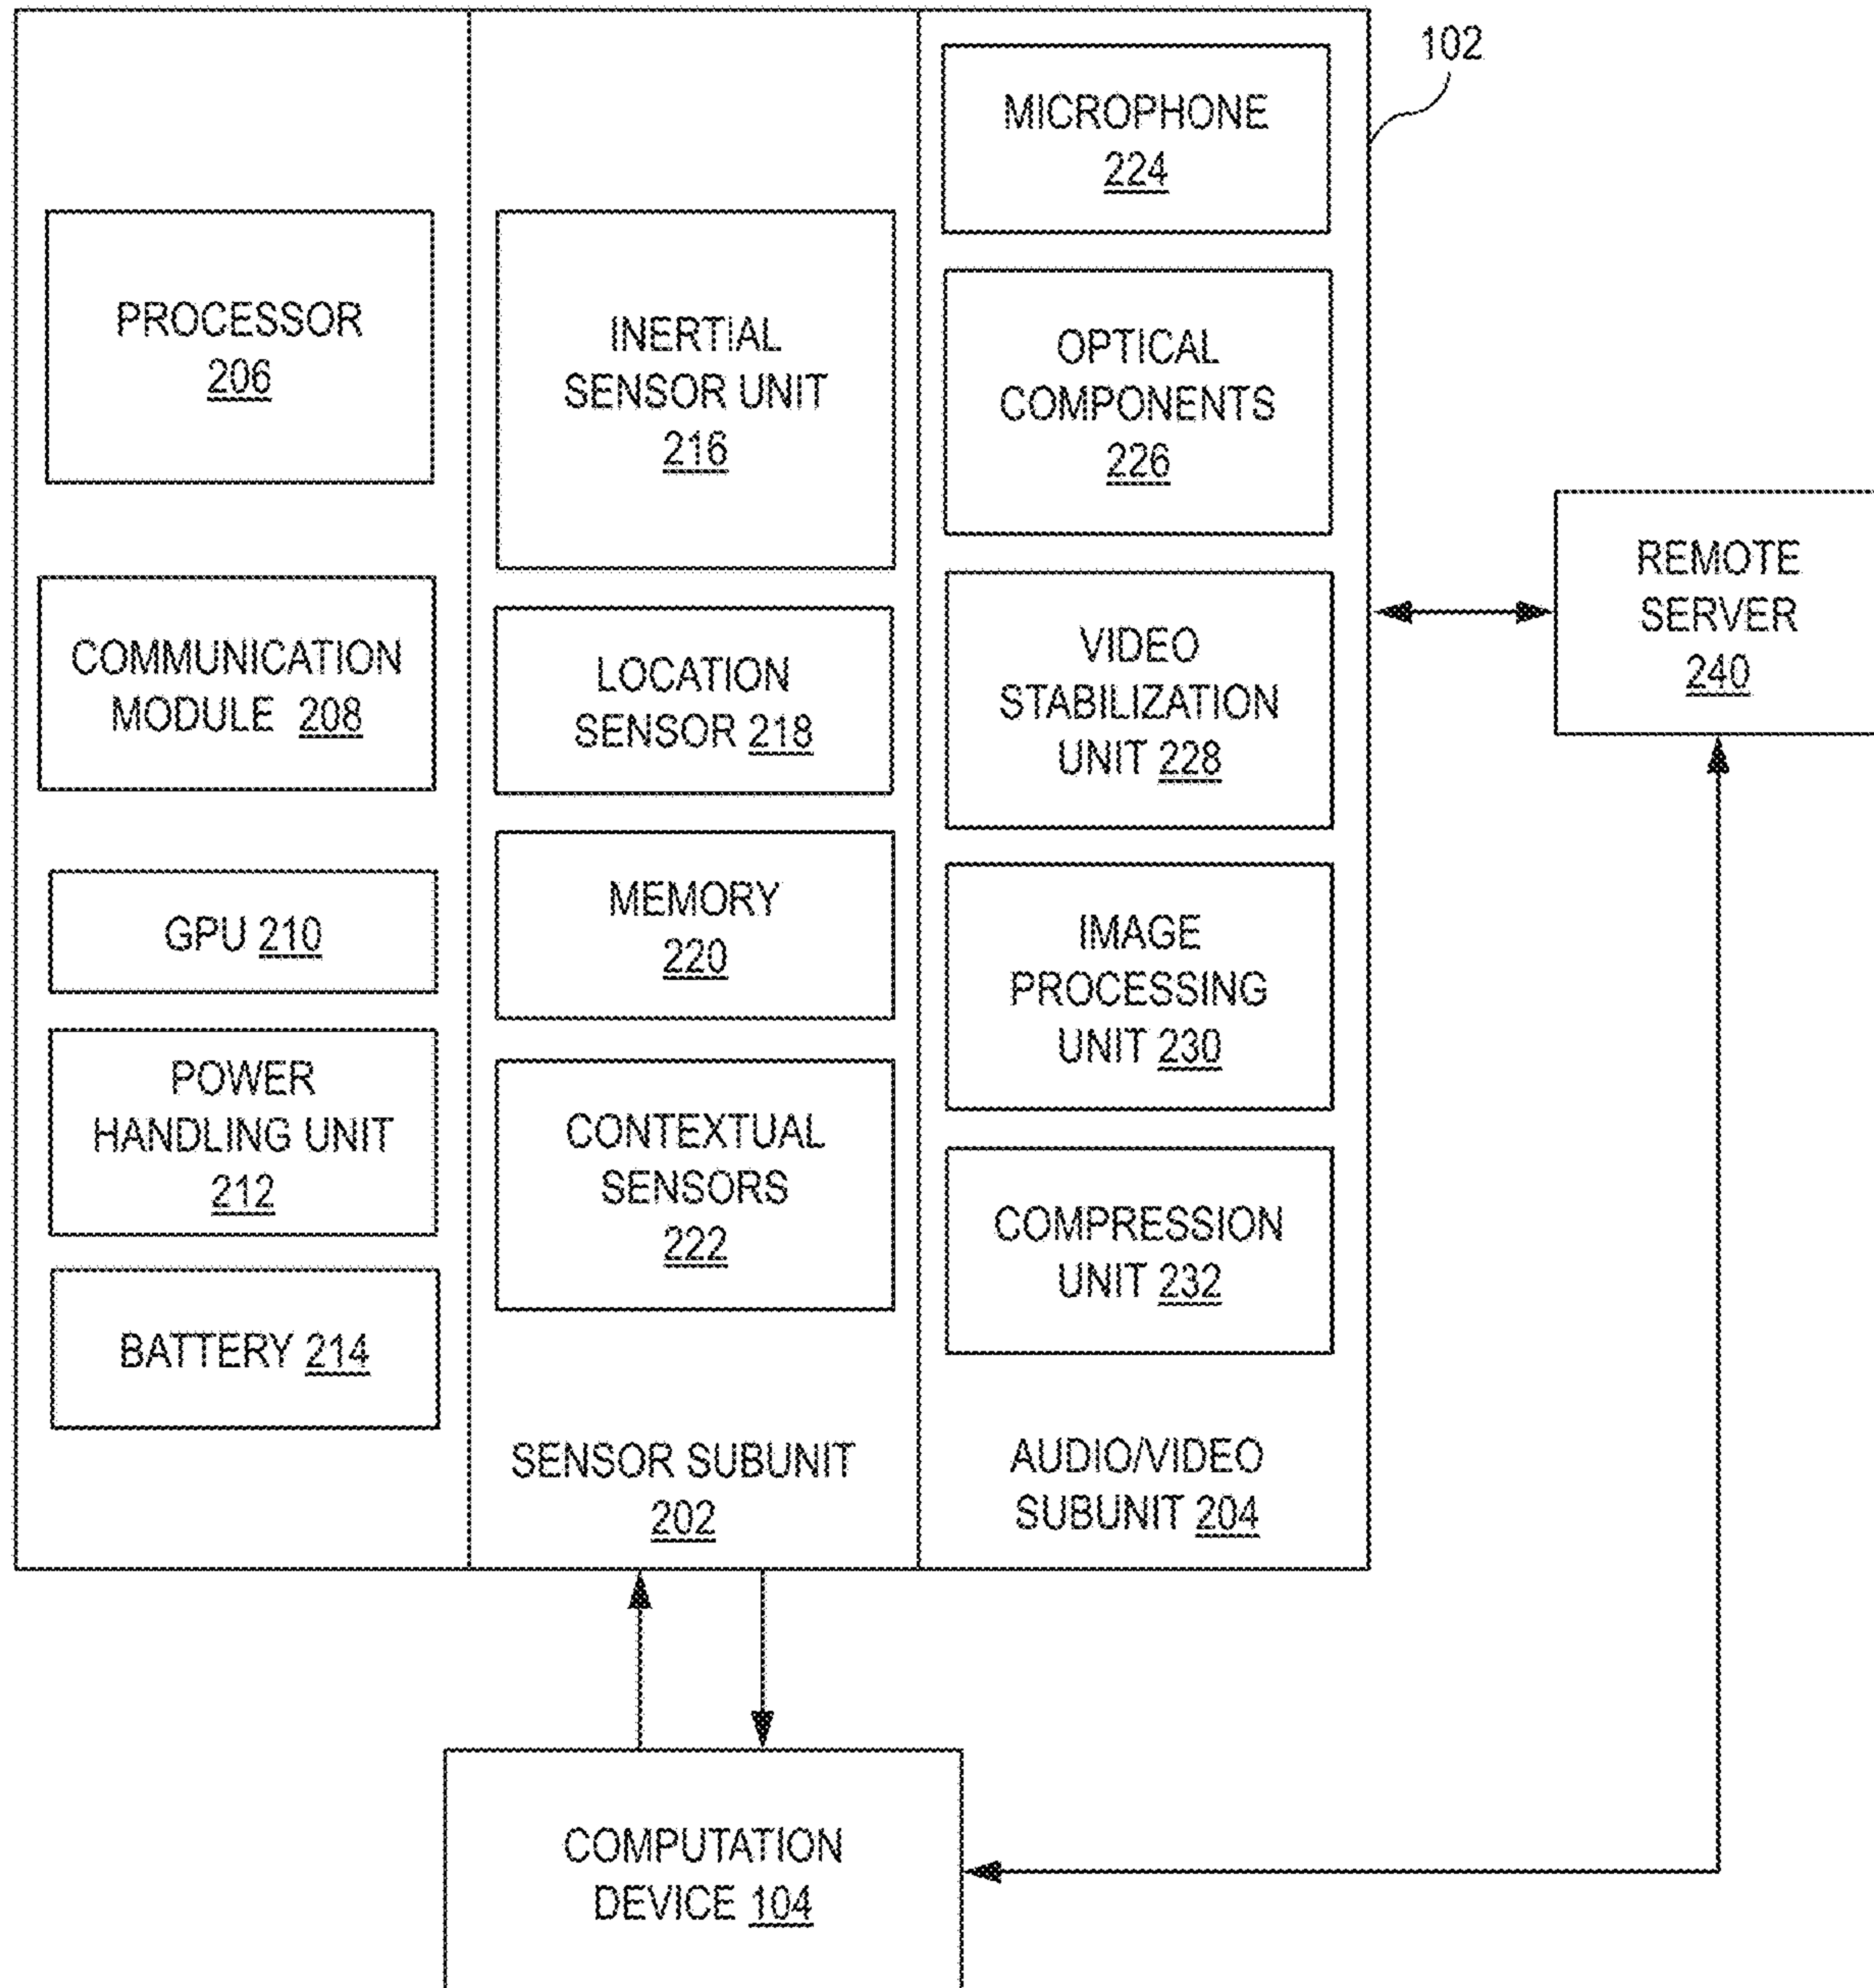 102
PROCESSOR
206
COMMUNICATION
MODULE 208
GPU 210
POWER
HANDLING UNIT
212
BATTERY 214
INERTIAL
SENSOR UNIT
216
LOCATION
SENSOR 218
MEMORY
220
CONTEXTUAL
SENSORS
222
SENSOR SUBUNIT
202
MICROPHONE
224
OPTICAL
COMPONENTS
226
VIDEO
STABILIZATION
UNIT 228
IMAGE
PROCESSING
UNIT 230
COMPRESSION
UNIT 232
AUDIO/VIDEO
SUBUNIT 204
REMOTE
SERVER
240
COMPUTATION
DEVICE 104